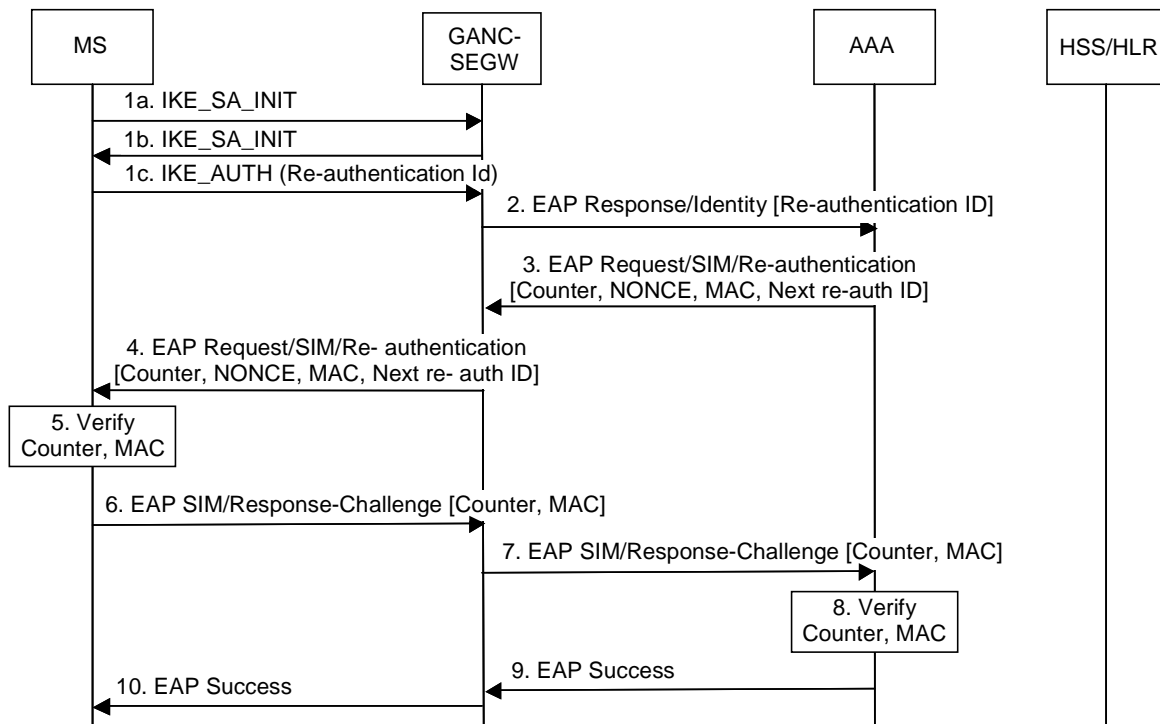 MS
GANC-
SEGW
AAA
HSS/HLR
1a. IKE_SA_INIT
1b. IKE_SA_INIT
1c. IKE_AUTH (Re-authentication Id)
2. EAP Response/Identity [Re-authentication ID]
3. EAP Request/SIM/Re-authentication
[Counter, NONCE, MAC, Next re-auth ID]
4. EAP Request/SIM/Re- authentication
[Counter, NONCE, MAC, Next re- auth ID]
5. Verify
Counter, MAC
6. EAP SIM/Response-Challenge [Counter, MAC]
7. EAP SIM/Response-Challenge [Counter, MAC]
8. Verify
Counter, MAC
9. EAP Success
10. EAP Success